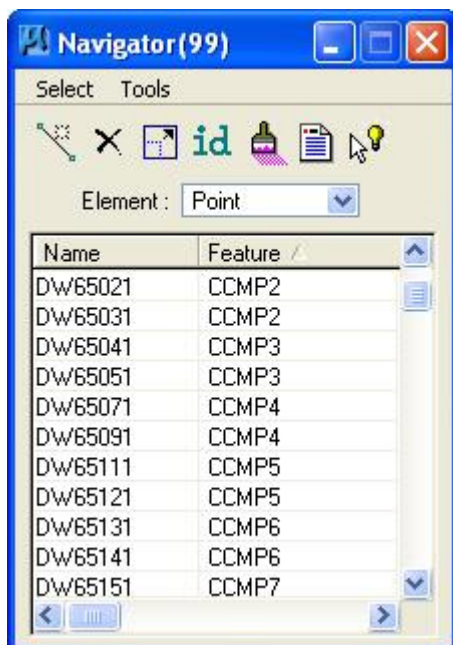 Navigator(99)
Select Tools
id
Element : Point
Name Feature
DW65021 CCMP2
DW65031 CCMP2
DW65041 CCMP3
DW65051 CCMP3
DW65071 CCMP4
DW65091 CCMP4
DW65111 CCMP5
DW65121 CCMP5
DW65131 CCMP6
DW65141 CCMP6
DW65151 CCMP7